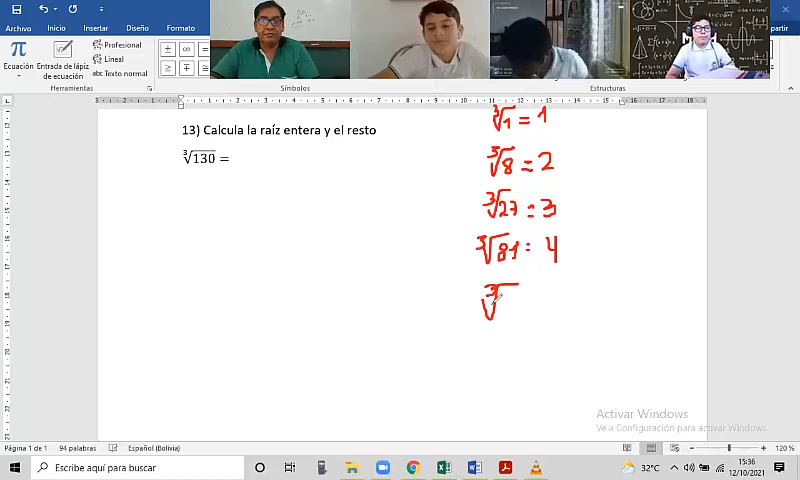 Archivo Inicio Insertar Diseño Formato
partir
π Ecuación
Entrada de lápiz de ecuación
Profesional
Lineal
abc Texto normal
Herramientas
Símbolos
Estructuras
13) Calcula la raíz entera y el resto
∛130 =
∛1 = 1
∛8 = 2
∛27 = 3
∛81 = 4
∛
Activar Windows
Ve a Configuración para activar Windows.
Página 1 de 1 94 palabras Español (Bolivia) 120 %
Escribe aquí para buscar
32°C
15:36
12/10/2021